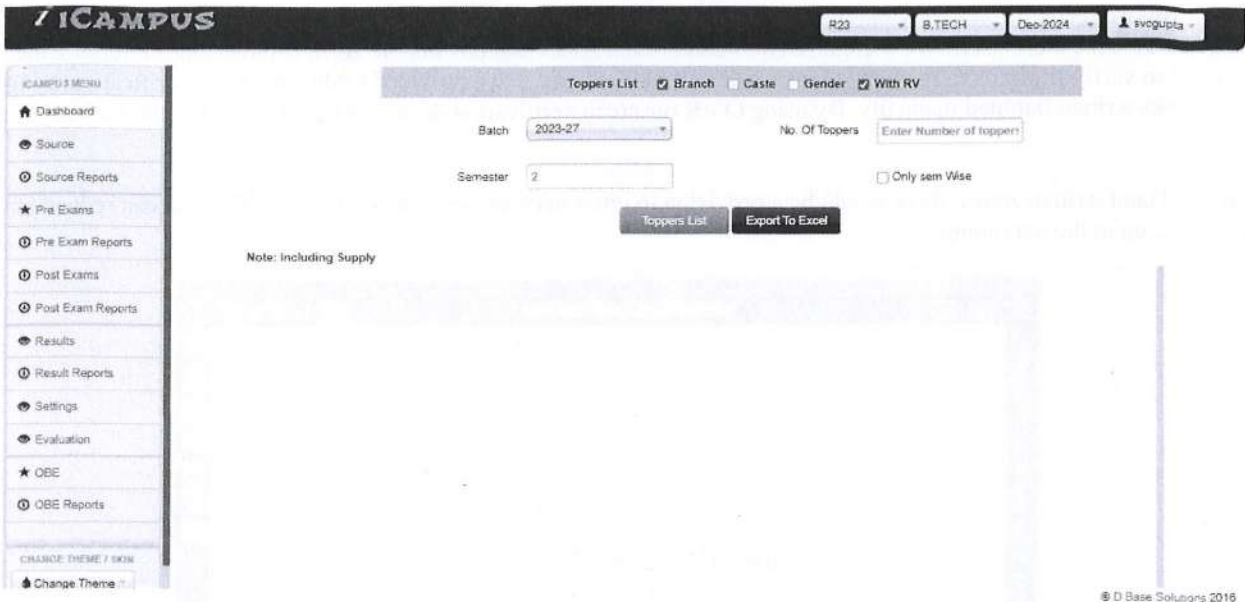 iCAMPUS
R23 B.TECH Dec-2024 svcgupta
iCAMPUS MENU
Dashboard
Source
Source Reports
Pre Exams
Pre Exam Reports
Post Exams
Post Exam Reports
Results
Result Reports
Settings
Evaluation
OBE
OBE Reports
CHANGE THEME / SKIN
Change Theme
Toppers List : Branch Caste Gender With RV
Batch 2023-27 No. Of Toppers Enter Number of toppers
Semester 2 Only sem Wise
Toppers List Export To Excel
Note: Including Supply
© D Base Solutions 2016